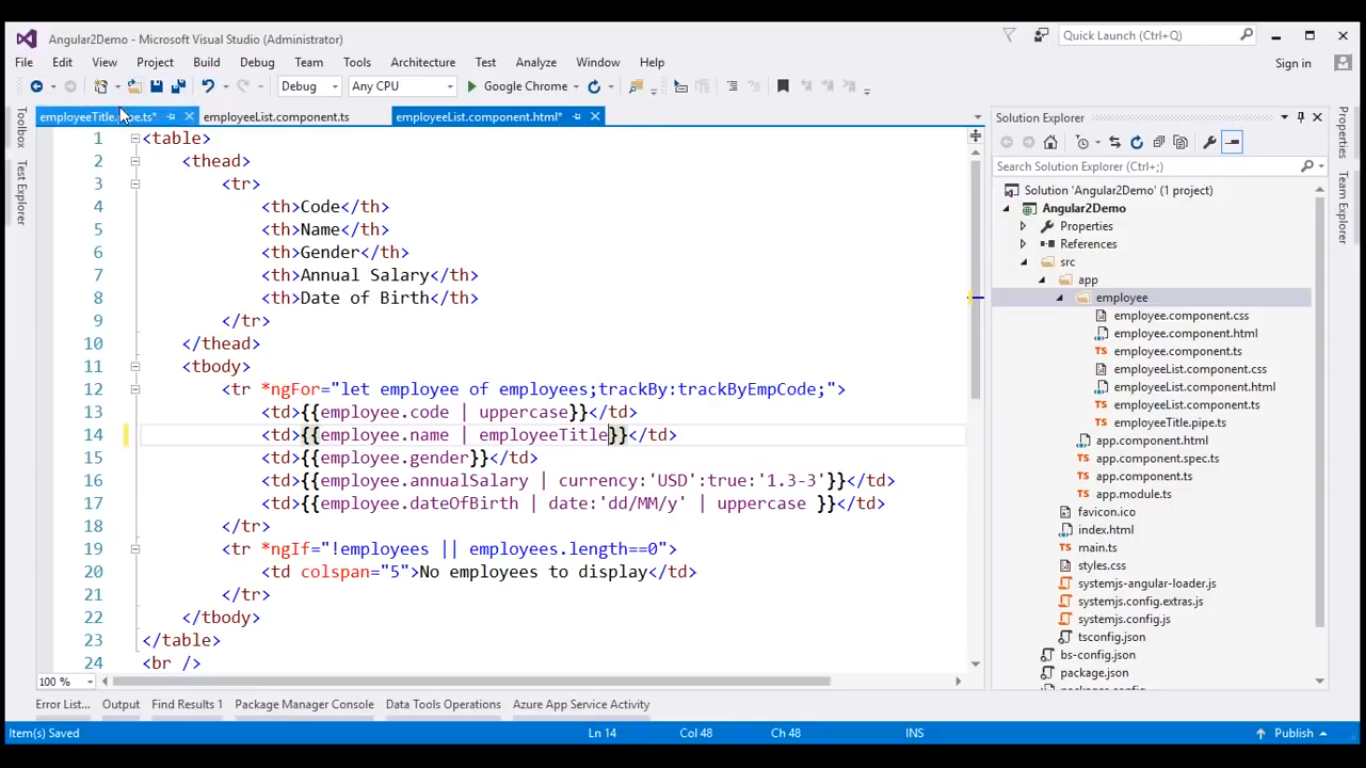 Angular2Demo - Microsoft Visual Studio (Administrator)
Quick Launch (Ctrl+Q)
File Edit View Project Build Debug Team Tools Architecture Test Analyze Window Help
Sign in
Debug Any CPU Google Chrome
Toolbox
Test Explorer
employeeTitle.pipe.ts* employeeList.component.ts employeeList.component.html*
1 <table>
2 <thead>
3 <tr>
4 <th>Code</th>
5 <th>Name</th>
6 <th>Gender</th>
7 <th>Annual Salary</th>
8 <th>Date of Birth</th>
9 </tr>
10 </thead>
11 <tbody>
12 <tr *ngFor="let employee of employees;trackBy:trackByEmpCode;">
13 <td>{{employee.code | uppercase}}</td>
14 <td>{{employee.name | employeeTitle}}</td>
15 <td>{{employee.gender}}</td>
16 <td>{{employee.annualSalary | currency:'USD':true:'1.3-3'}}</td>
17 <td>{{employee.dateOfBirth | date:'dd/MM/y' | uppercase }}</td>
18 </tr>
19 <tr *ngIf="!employees || employees.length==0">
20 <td colspan="5">No employees to display</td>
21 </tr>
22 </tbody>
23 </table>
24 <br />
100 %
Solution Explorer
Search Solution Explorer (Ctrl+;)
Solution 'Angular2Demo' (1 project)
Angular2Demo
Properties
References
src
app
employee
employee.component.css
employee.component.html
employee.component.ts
employeeList.component.css
employeeList.component.html
employeeList.component.ts
employeeTitle.pipe.ts
app.component.html
app.component.spec.ts
app.component.ts
app.module.ts
favicon.ico
index.html
main.ts
styles.css
systemjs-angular-loader.js
systemjs.config.extras.js
systemjs.config.js
tsconfig.json
bs-config.json
package.json
Properties
Team Explorer
Error List... Output Find Results 1 Package Manager Console Data Tools Operations Azure App Service Activity
Item(s) Saved Ln 14 Col 48 Ch 48 INS Publish